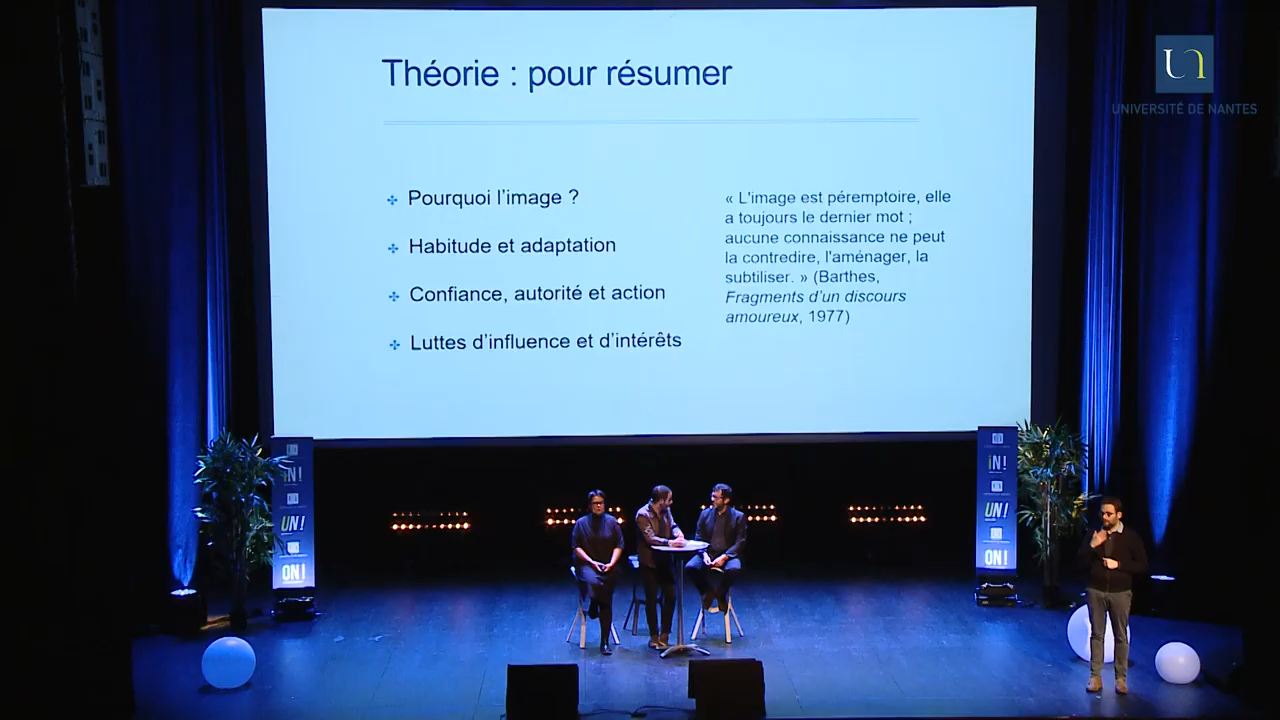 Théorie : pour résumer
Pourquoi l'image ?
Habitude et adaptation
Confiance, autorité et action
Luttes d'influence et d'intérêts
« L'image est péremptoire, elle
a toujours le dernier mot ;
aucune connaissance ne peut
la contredire, l'aménager, la
subtiliser. » (Barthes,
Fragments d'un discours
amoureux, 1977)
UN
UNIVERSITÉ DE NANTES
iN!
UN!
ON!
iN!
UN!
ON!